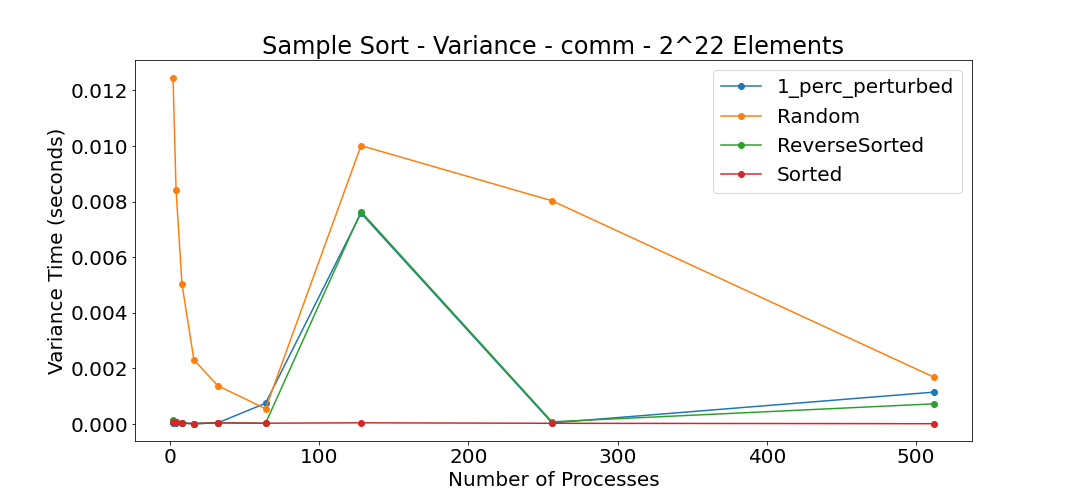 Sample Sort - Variance - comm - 2^22 Elements
Variance Time (seconds)
0.012
0.010
0.008
0.006
0.004
0.002
0.000
1_perc_perturbed
Random
ReverseSorted
Sorted
0 100 200 300 400 500
Number of Processes